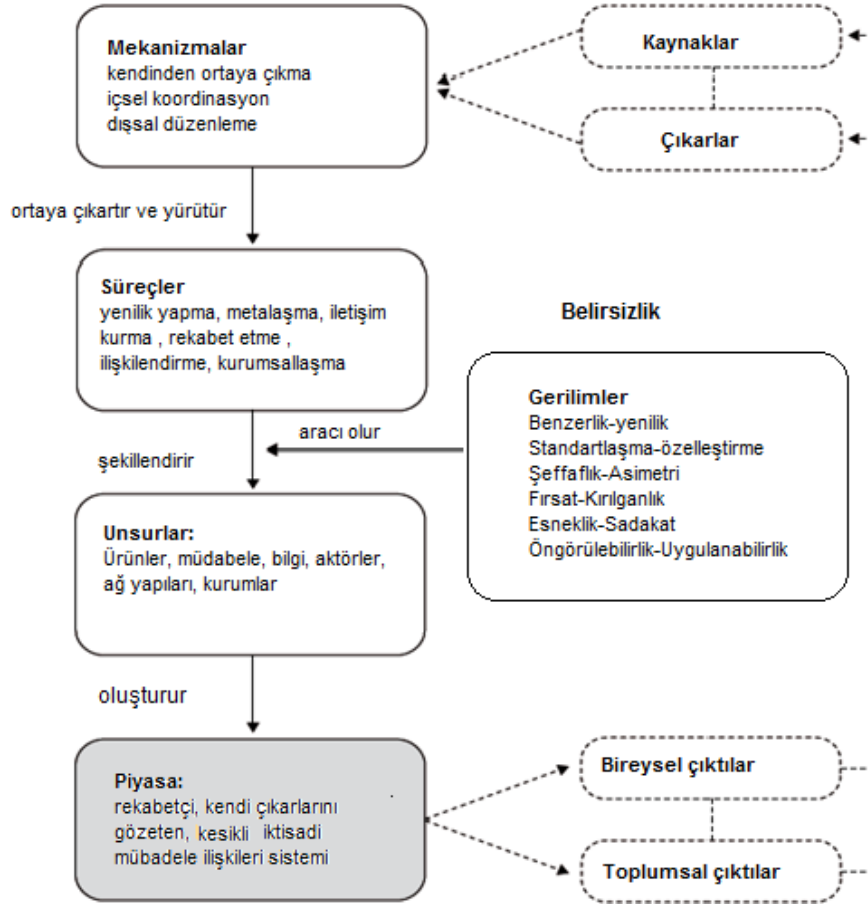 Mekanizmalar
kendinden ortaya çıkma
içsel koordinasyon
dışsal düzenleme
Kaynaklar
Çıkarlar
ortaya çıkartır ve yürütür
Süreçler
yenilik yapma, metalaşma, iletişim
kurma , rekabet etme ,
ilişkilendirme, kurumsallaşma
Belirsizlik
Gerilimler
Benzerlik-yenilik
Standartlaşma-özelleştirme
Şeffaflık-Asimetri
Fırsat-Kırılganlık
Esneklik-Sadakat
Öngörülebilirlik-Uygulanabilirlik
aracı olur
şekillendirir
Unsurlar:
Ürünler, müdabele, bilgi, aktörler,
ağ yapıları, kurumlar
oluşturur
Piyasa:
rekabetçi, kendi çıkarlarını
gözeten, kesikli iktisadi
mübadele ilişkileri sistemi
Bireysel çıktılar
Toplumsal çıktılar